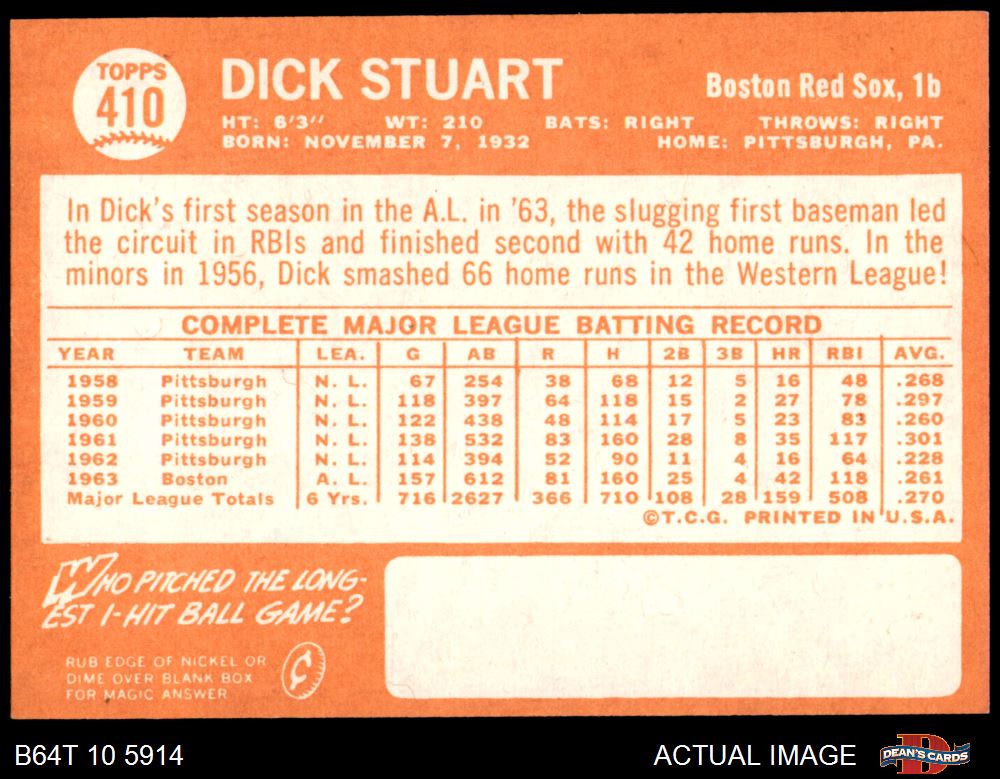 TOPPS
410
DICK STUART
Boston Red Sox, 1b
HT: 6'3" WT: 210 BATS: RIGHT THROWS: RIGHT
BORN: NOVEMBER 7, 1932 HOME: PITTSBURGH, PA.
In Dick's first season in the A.L. in '63, the slugging first baseman led
the circuit in RBIs and finished second with 42 home runs. In the
minors in 1956, Dick smashed 66 home runs in the Western League!
COMPLETE MAJOR LEAGUE BATTING RECORD
YEAR TEAM LEA. G AB R H 2B 3B HR RBI AVG.
1958 Pittsburgh N. L. 67 254 38 68 12 5 16 48 .268
1959 Pittsburgh N. L. 118 397 64 118 15 2 27 78 .297
1960 Pittsburgh N. L. 122 438 48 114 17 5 23 83 .260
1961 Pittsburgh N. L. 138 532 83 160 28 8 35 117 .301
1962 Pittsburgh N. L. 114 394 52 90 11 4 16 64 .228
1963 Boston A. L. 157 612 81 160 25 4 42 118 .261
Major League Totals 6 Yrs. 716 2627 366 710 108 28 159 508 .270
©T.C.G. PRINTED IN U.S.A.
WHO PITCHED THE LONG-
EST 1-HIT BALL GAME?
RUB EDGE OF NICKEL OR
DIME OVER BLANK BOX
FOR MAGIC ANSWER
¢
B64T 10 5914 ACTUAL IMAGE
D
DEAN'S CARDS